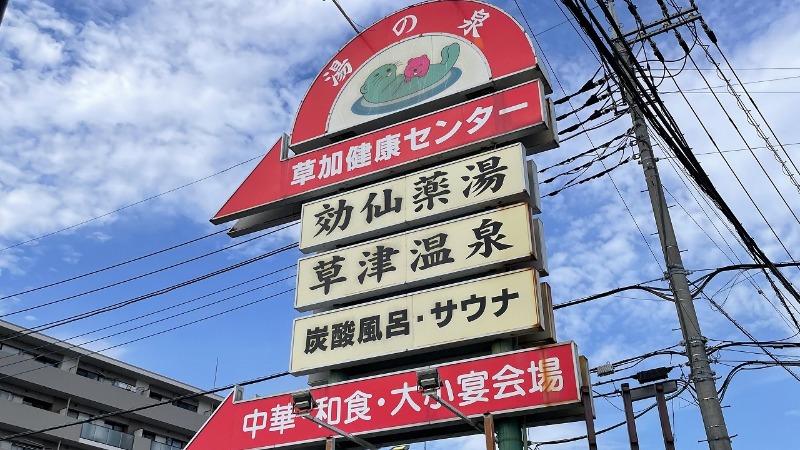 湯の泉
草加健康センター
効仙薬湯
草津温泉
炭酸風呂・サウナ
中華・和食・大小宴会場